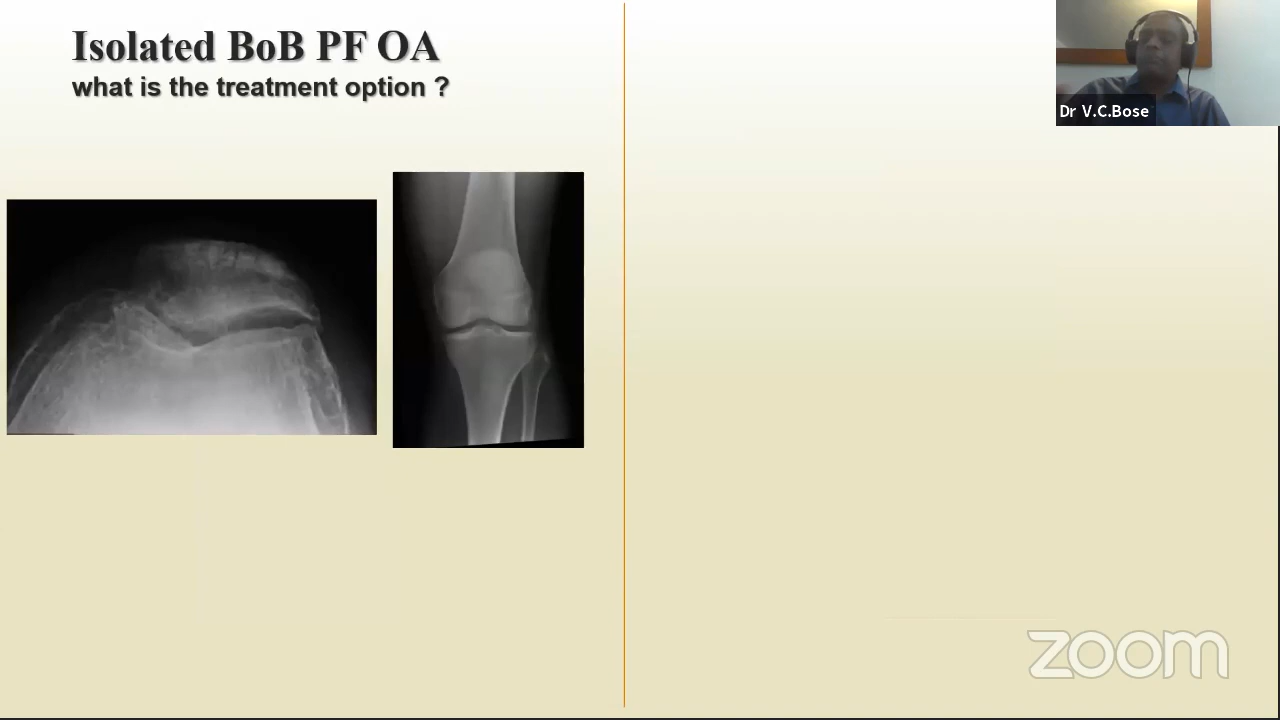 Isolated BoB PF OA
what is the treatment option ?
Dr V.C.Bose
zoom